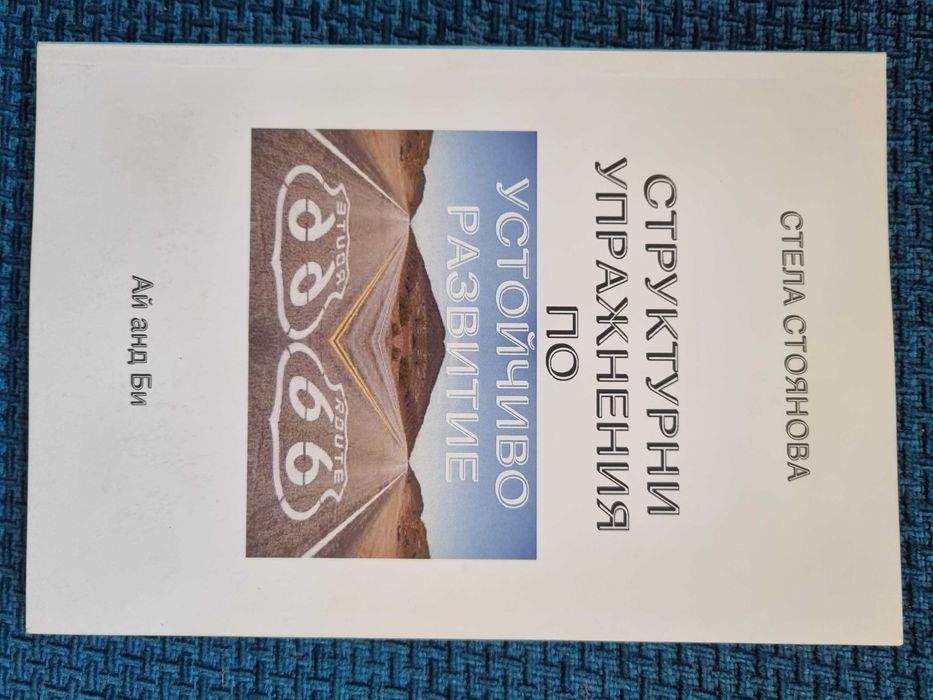 СТЕЛА СТОЯНОВА
СТРУКТУРНИ
УПРАЖНЕНИЯ
ПО
УСТОЙЧИВО
РАЗВИТИЕ
ROUTE
66
ROUTE
66
Ай анд Би